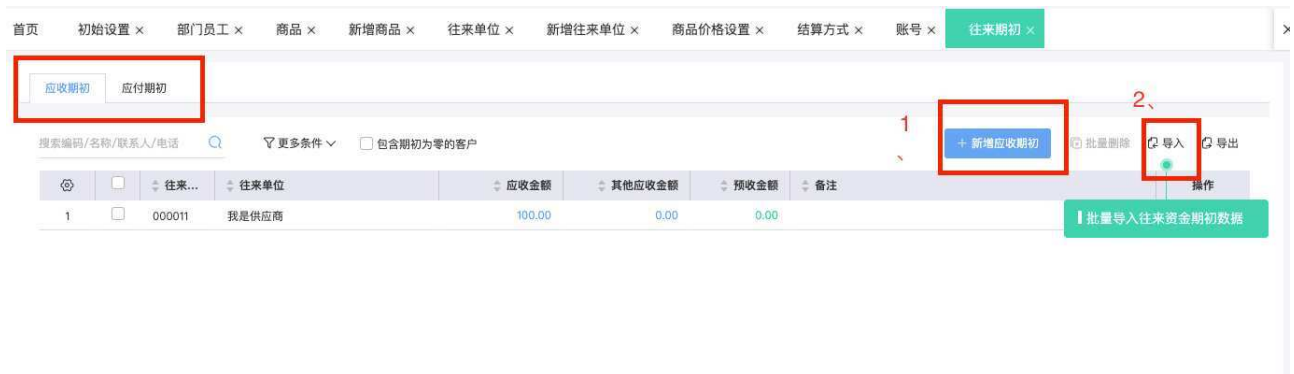 首页 初始设置 × 部门员工 × 商品 × 新增商品 × 往来单位 × 新增往来单位 × 商品价格设置 × 结算方式 × 账号 × 往来期初 × ×
应收期初 应付期初
2、
1
、
搜索编码/名称/联系人/电话 更多条件 包含期初为零的客户 + 新增应收期初 批量删除 导入 导出
往来... 往来单位 应收金额 其他应收金额 预收金额 备注 操作
1 000011 我是供应商 100.00 0.00 0.00
批量导入往来资金期初数据